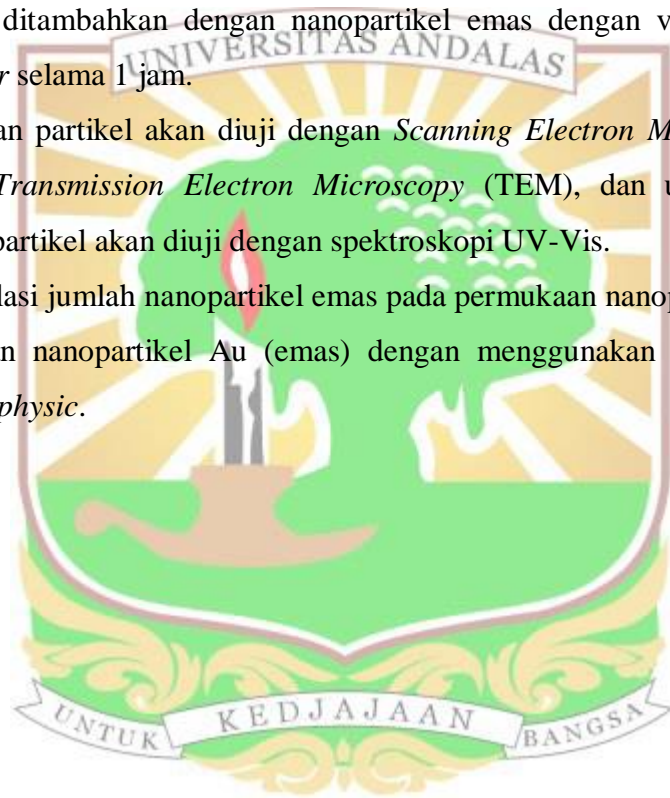 ditambahkan dengan nanopartikel emas dengan v
UNIVERSITAS ANDALAS
r selama 1 jam.
an partikel akan diuji dengan Scanning Electron M
Transmission Electron Microscopy (TEM), dan u
partikel akan diuji dengan spektroskopi UV-Vis.
lasi jumlah nanopartikel emas pada permukaan nanop
n nanopartikel Au (emas) dengan menggunakan
physic.
UNTUK KEDJAJAAN BANGSA